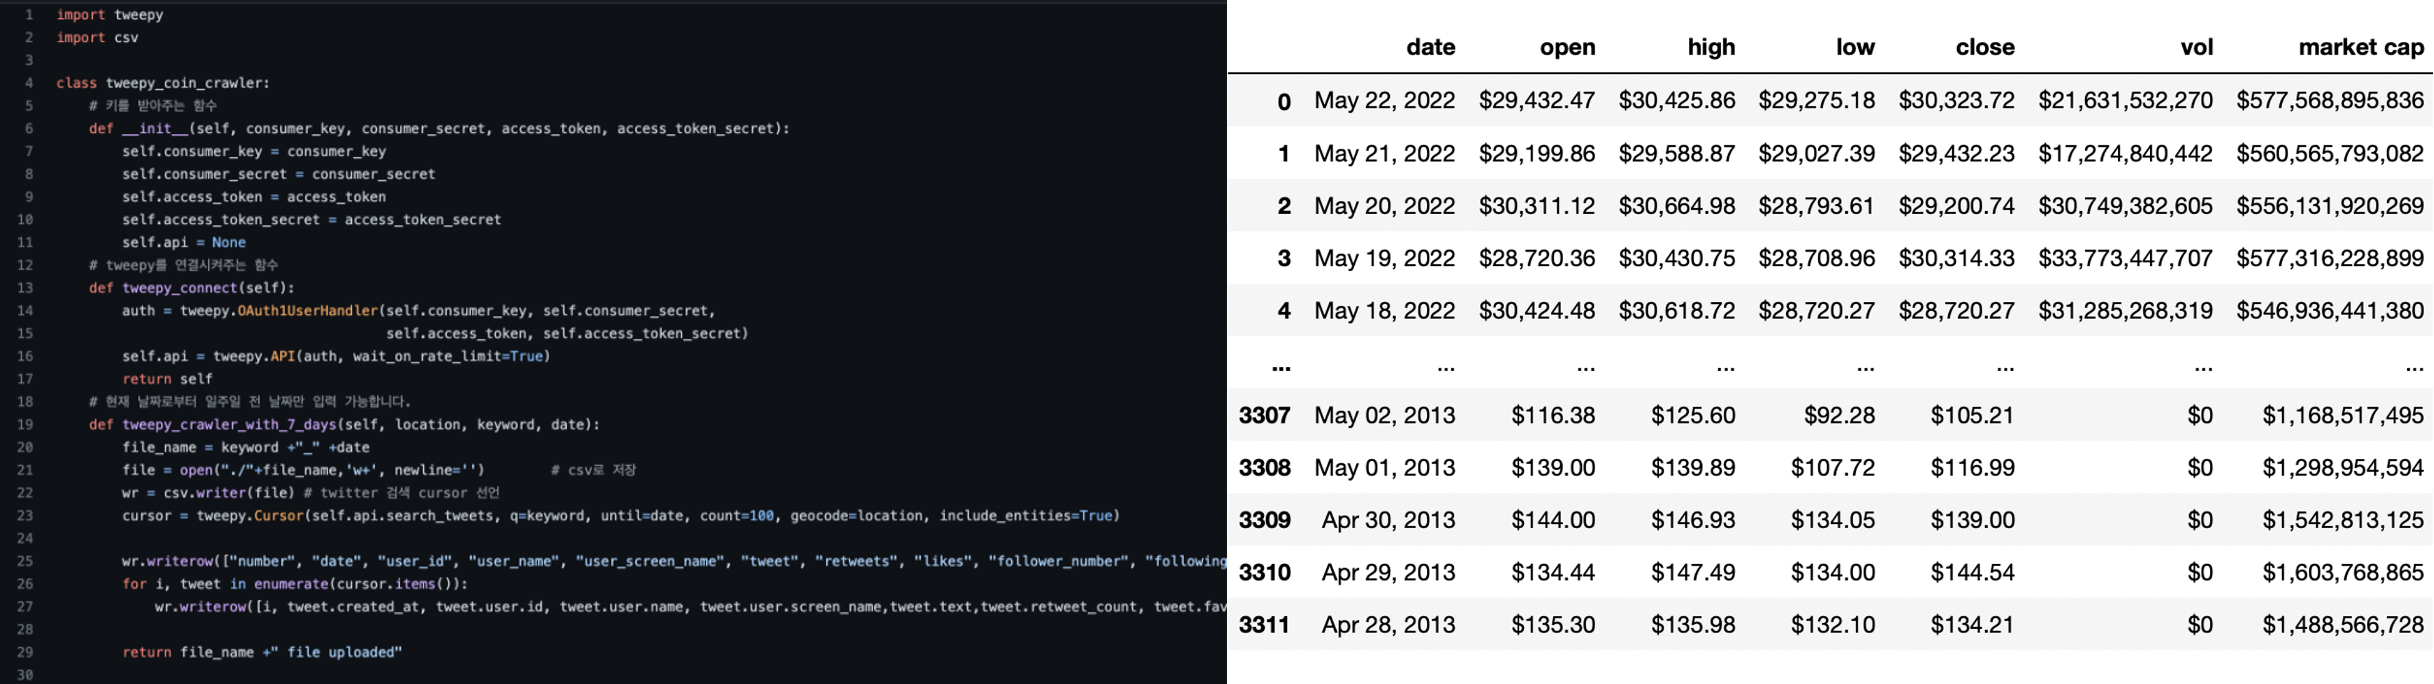 1 import tweepy
2 import csv
3
4 class tweepy_coin_crawler:
5 # 키를 받아주는 함수
6 def __init__(self, consumer_key, consumer_secret, access_token, access_token_secret):
7 self.consumer_key = consumer_key
8 self.consumer_secret = consumer_secret
9 self.access_token = access_token
10 self.access_token_secret = access_token_secret
11 self.api = None
12 # tweepy를 연결시켜주는 함수
13 def tweepy_connect(self):
14 auth = tweepy.OAuth1UserHandler(self.consumer_key, self.consumer_secret,
15 self.access_token, self.access_token_secret)
16 self.api = tweepy.API(auth, wait_on_rate_limit=True)
17 return self
18 # 현재 날짜로부터 일주일 전 날짜만 입력 가능합니다.
19 def tweepy_crawler_with_7_days(self, location, keyword, date):
20 file_name = keyword +"_" +date
21 file = open("./"+file_name,'w+', newline='') # csv로 저장
22 wr = csv.writer(file) # twitter 검색 cursor 선언
23 cursor = tweepy.Cursor(self.api.search_tweets, q=keyword, until=date, count=100, geocode=location, include_entities=True)
24
25 wr.writerow(["number", "date", "user_id", "user_name", "user_screen_name", "tweet", "retweets", "likes", "follower_number", "following
26 for i, tweet in enumerate(cursor.items()):
27 wr.writerow([i, tweet.created_at, tweet.user.id, tweet.user.name, tweet.user.screen_name,tweet.text,tweet.retweet_count, tweet.fav
28
29 return file_name +" file uploaded"
30
date open high low close vol market cap
0 May 22, 2022 $29,432.47 $30,425.86 $29,275.18 $30,323.72 $21,631,532,270 $577,568,895,836
1 May 21, 2022 $29,199.86 $29,588.87 $29,027.39 $29,432.23 $17,274,840,442 $560,565,793,082
2 May 20, 2022 $30,311.12 $30,664.98 $28,793.61 $29,200.74 $30,749,382,605 $556,131,920,269
3 May 19, 2022 $28,720.36 $30,430.75 $28,708.96 $30,314.33 $33,773,447,707 $577,316,228,899
4 May 18, 2022 $30,424.48 $30,618.72 $28,720.27 $28,720.27 $31,285,268,319 $546,936,441,380
... ... ... ... ... ... ... ...
3307 May 02, 2013 $116.38 $125.60 $92.28 $105.21 $0 $1,168,517,495
3308 May 01, 2013 $139.00 $139.89 $107.72 $116.99 $0 $1,298,954,594
3309 Apr 30, 2013 $144.00 $146.93 $134.05 $139.00 $0 $1,542,813,125
3310 Apr 29, 2013 $134.44 $147.49 $134.00 $144.54 $0 $1,603,768,865
3311 Apr 28, 2013 $135.30 $135.98 $132.10 $134.21 $0 $1,488,566,728